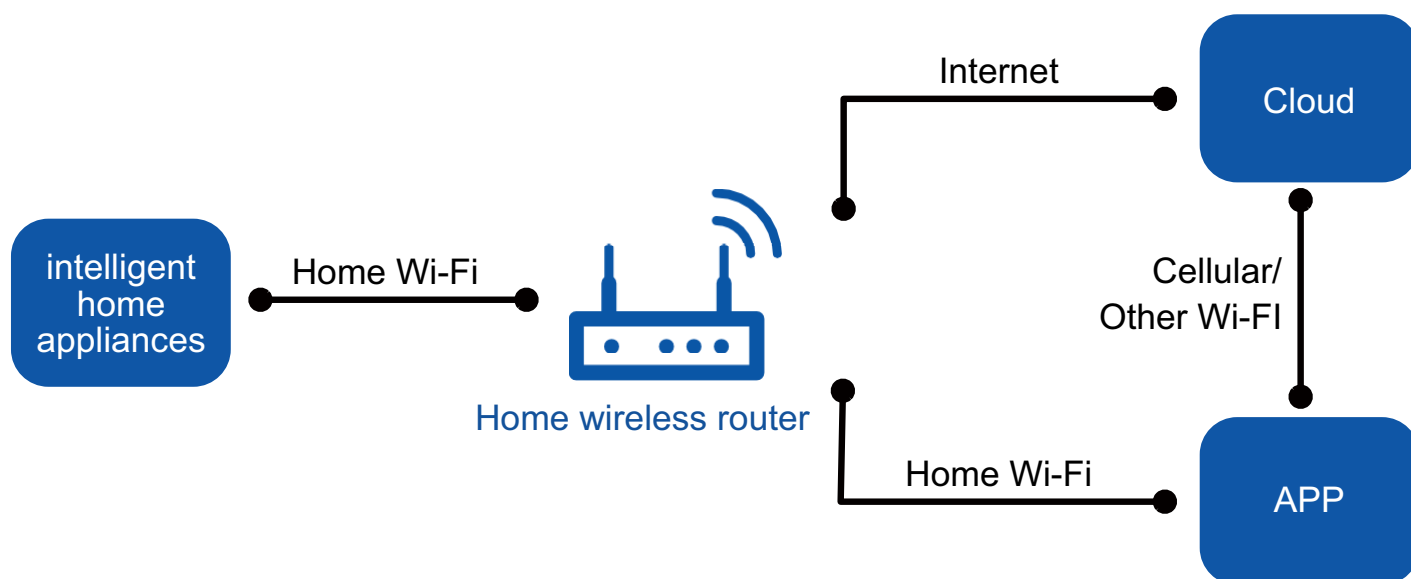 Internet
Cloud
intelligent
home
appliances
Home Wi-Fi
Cellular/
Other Wi-FI
Home wireless router
Home Wi-Fi
APP